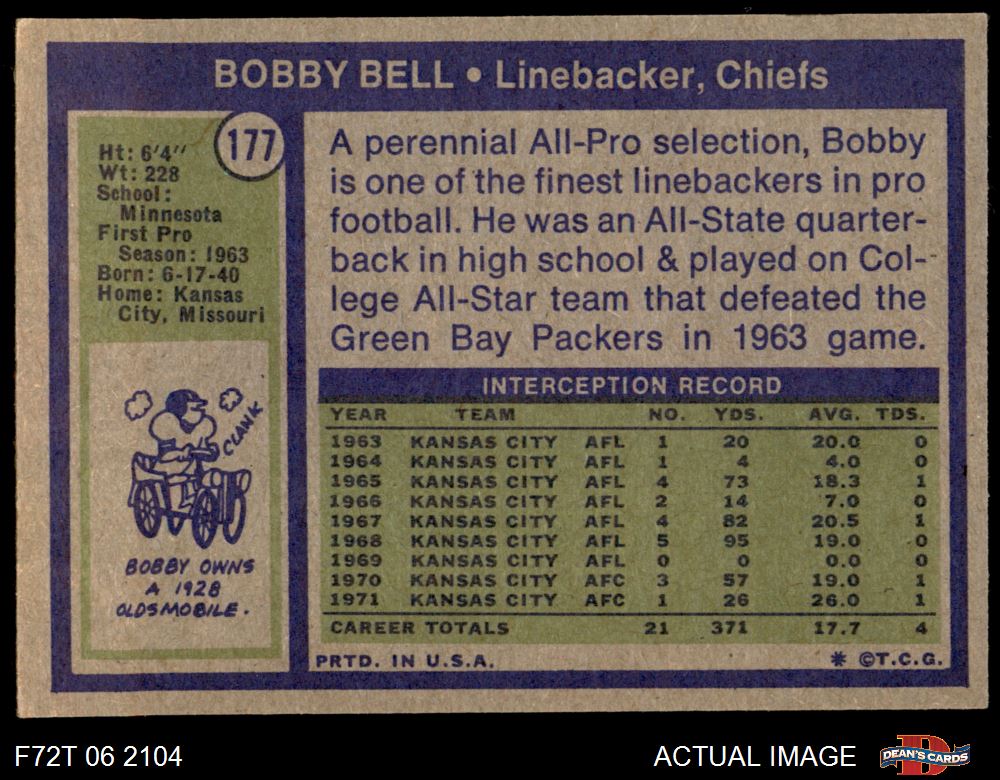 BOBBY BELL • Linebacker, Chiefs
177
Ht: 6'4"
Wt: 228
School:
Minnesota
First Pro
Season: 1963
Born: 6-17-40
Home: Kansas
City, Missouri
CLANK
BOBBY OWNS
A 1928
OLDSMOBILE.
A perennial All-Pro selection, Bobby
is one of the finest linebackers in pro
football. He was an All-State quarter-
back in high school & played on Col-
lege All-Star team that defeated the
Green Bay Packers in 1963 game.
INTERCEPTION RECORD
YEAR TEAM NO. YDS. AVG. TDS.
1963 KANSAS CITY AFL 1 20 20.0 0
1964 KANSAS CITY AFL 1 4 4.0 0
1965 KANSAS CITY AFL 4 73 18.3 1
1966 KANSAS CITY AFL 2 14 7.0 0
1967 KANSAS CITY AFL 4 82 20.5 1
1968 KANSAS CITY AFL 5 95 19.0 0
1969 KANSAS CITY AFL 0 0 0.0 0
1970 KANSAS CITY AFC 3 57 19.0 1
1971 KANSAS CITY AFC 1 26 26.0 1
CAREER TOTALS 21 371 17.7 4
PRTD. IN U.S.A. * ©T.C.G.
F72T 06 2104 ACTUAL IMAGE D DEAN'S CARDS